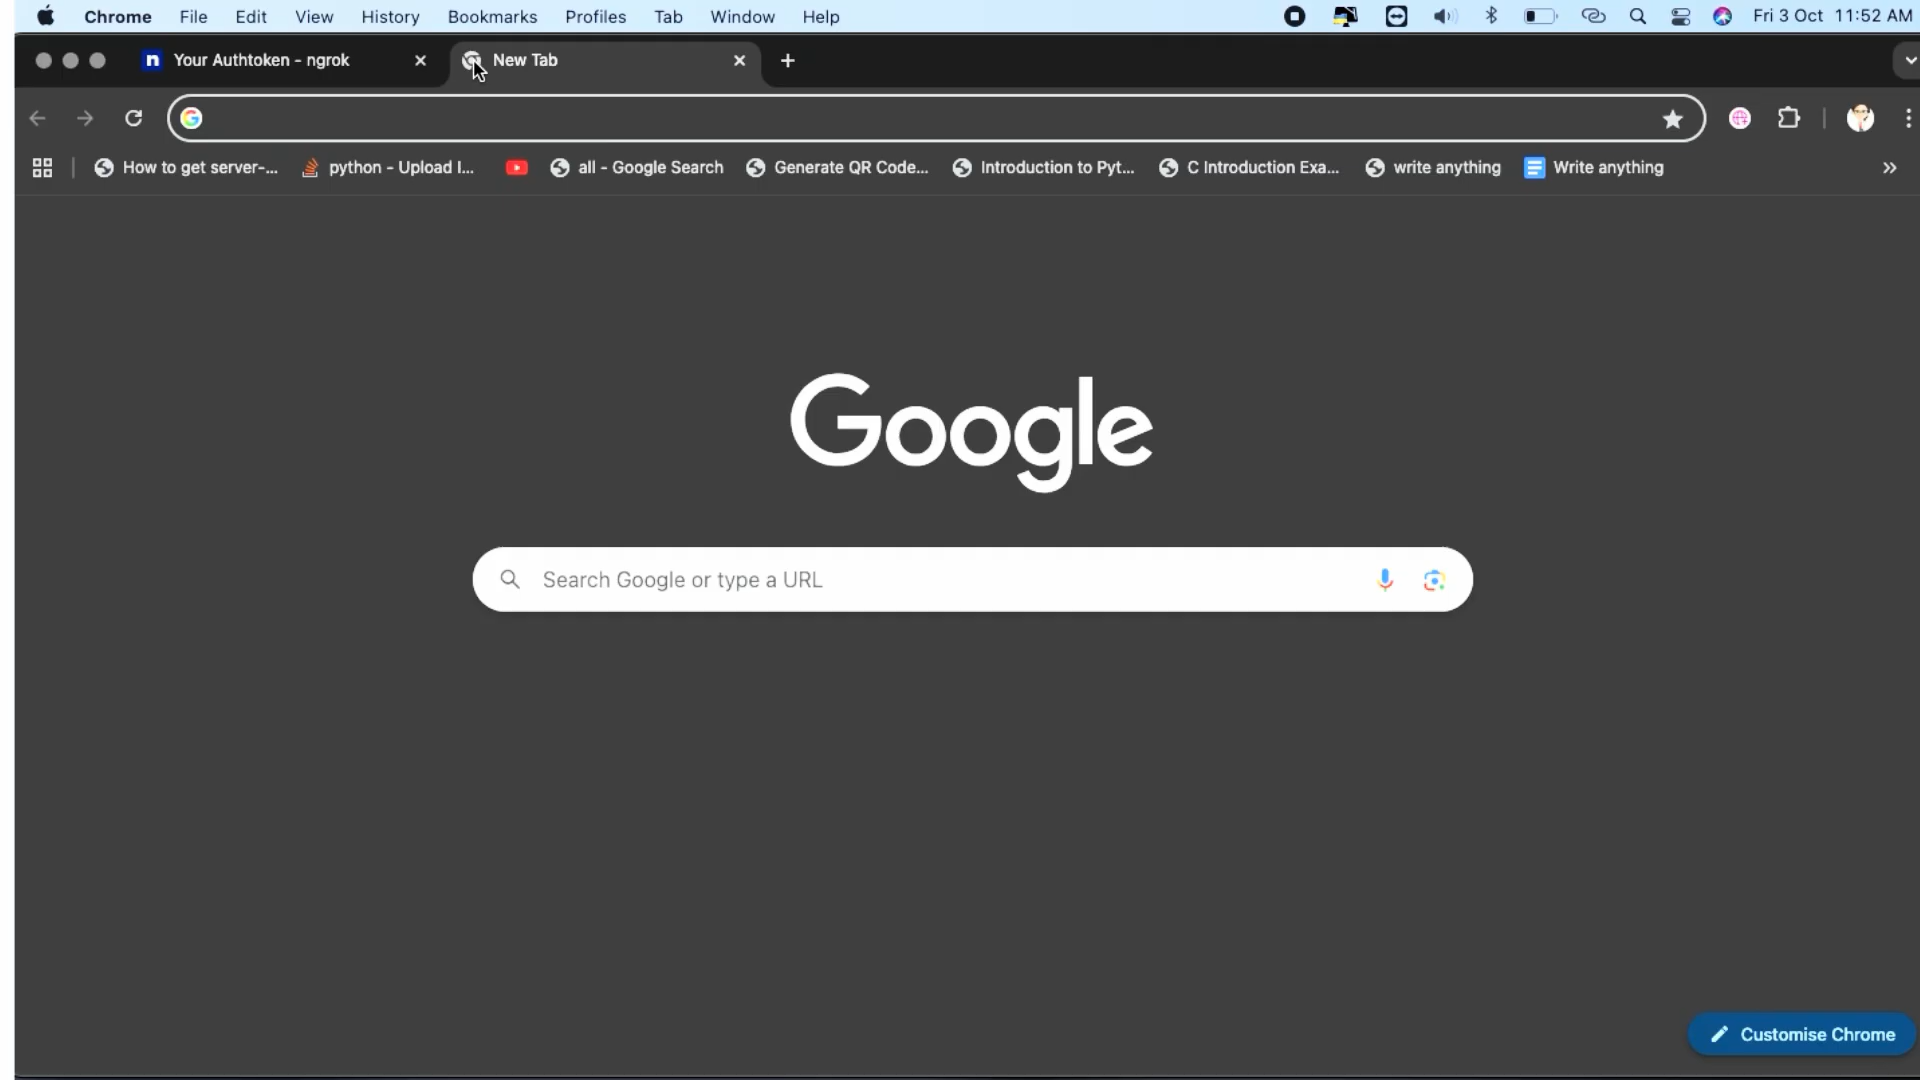 Chrome File Edit View History Bookmarks Profiles Tab Window Help Fri 3 Oct 11:52 AM
n Your Authtoken - ngrok New Tab
How to get server-... python - Upload I... all - Google Search Generate QR Code... Introduction to Pyt... C Introduction Exa... write anything Write anything
Google
Search Google or type a URL
Customise Chrome